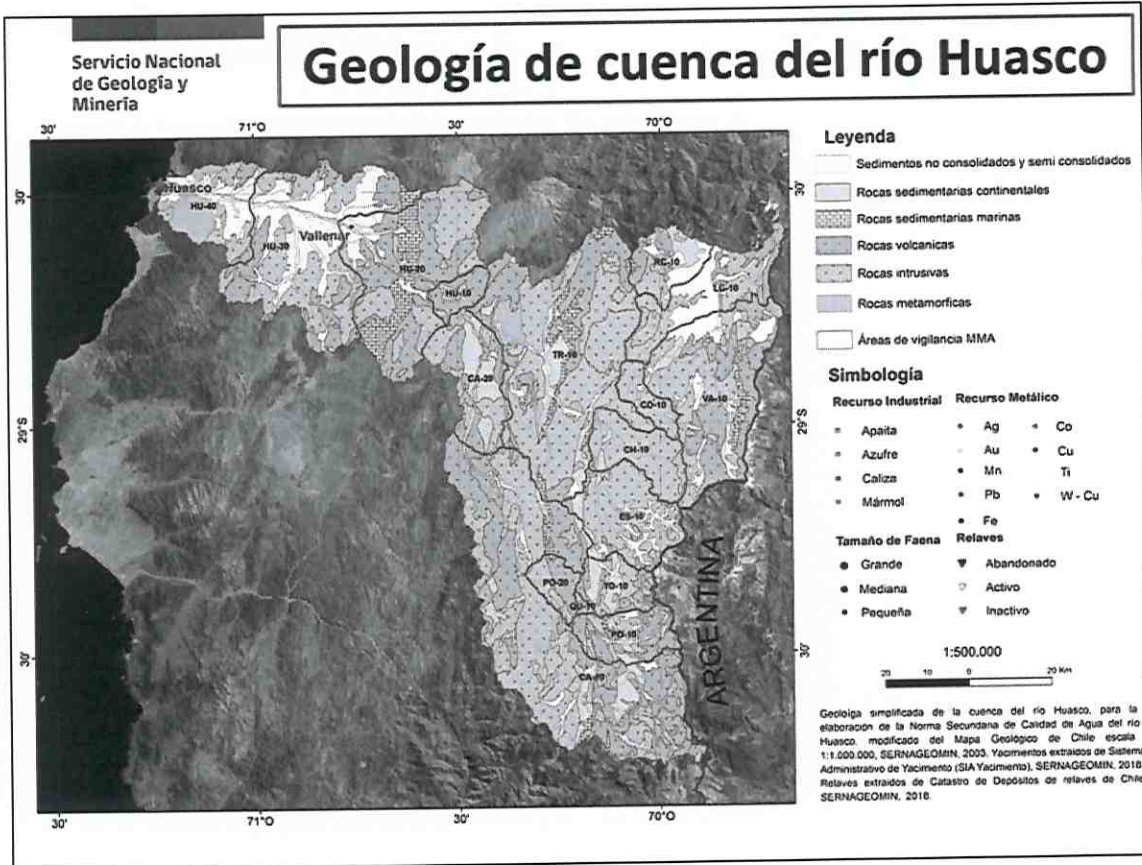 Servicio Nacional
de Geología y
Minería
Geología de cuenca del río Huasco
30'
71°O
30'
70°O
30'
30'
29°S
29°S
30'
30'
30'
71°O
30'
70°O
Huasco
HU-40
Vallenar
HU-30
HU-20
HU-10
RC-10
LC-10
TR-10
CA-20
CO-10
VA-10
CH-10
ES-10
PO-20
TO-10
QU-10
PO-10
ARGENTINA
Leyenda
Sedimentos no consolidados y semi consolidados
Rocas sedimentarias continentales
Rocas sedimentarias marinas
Rocas volcanicas
Rocas intrusivas
Rocas metamorficas
Áreas de vigilancia MMA
Simbología
Recurso Industrial
Apaita
Azufre
Caliza
Mármol
Recurso Metálico
Ag
Au
Mn
Pb
Fe
Co
Cu
Ti
W - Cu
Tamaño de Faena
Grande
Mediana
Pequeña
Relaves
Abandonado
Activo
Inactivo
1:500.000
20 10 0 20 Km
Geología simplificada de la cuenca del río Huasco, para la
elaboración de la Norma Secundaria de Calidad de Agua del río
Huasco, modificado del Mapa Geológico de Chile escala
1:1.000.000, SERNAGEOMIN, 2003. Yacimientos extraidos de Sistema
Administrativo de Yacimiento (SIA Yacimiento), SERNAGEOMIN, 2018.
Relaves extraidos de Catastro de Depósitos de relaves de Chile
SERNAGEOMIN, 2018.